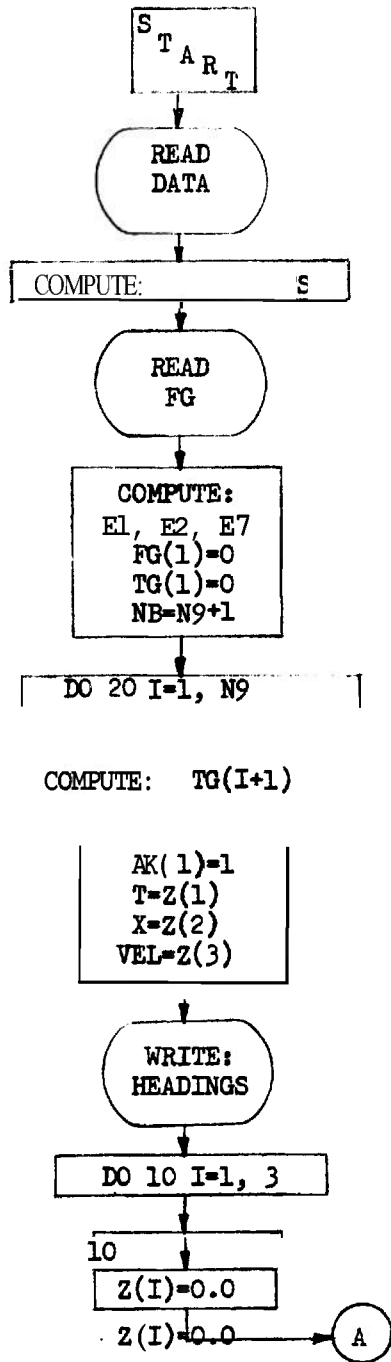 START
READ
DATA
COMPUTE: S
READ
FG
COMPUTE:
E1, E2, E7
FG(1)=0
TG(1)=0
NB=N9+1
DO 20 I=1, N9
COMPUTE: TG(I+1)
AK(1)=1
T=Z(1)
X=Z(2)
VEL=Z(3)
WRITE:
HEADINGS
DO 10 I=1, 3
10
Z(I)=0.0
Z(I)=0.0
A